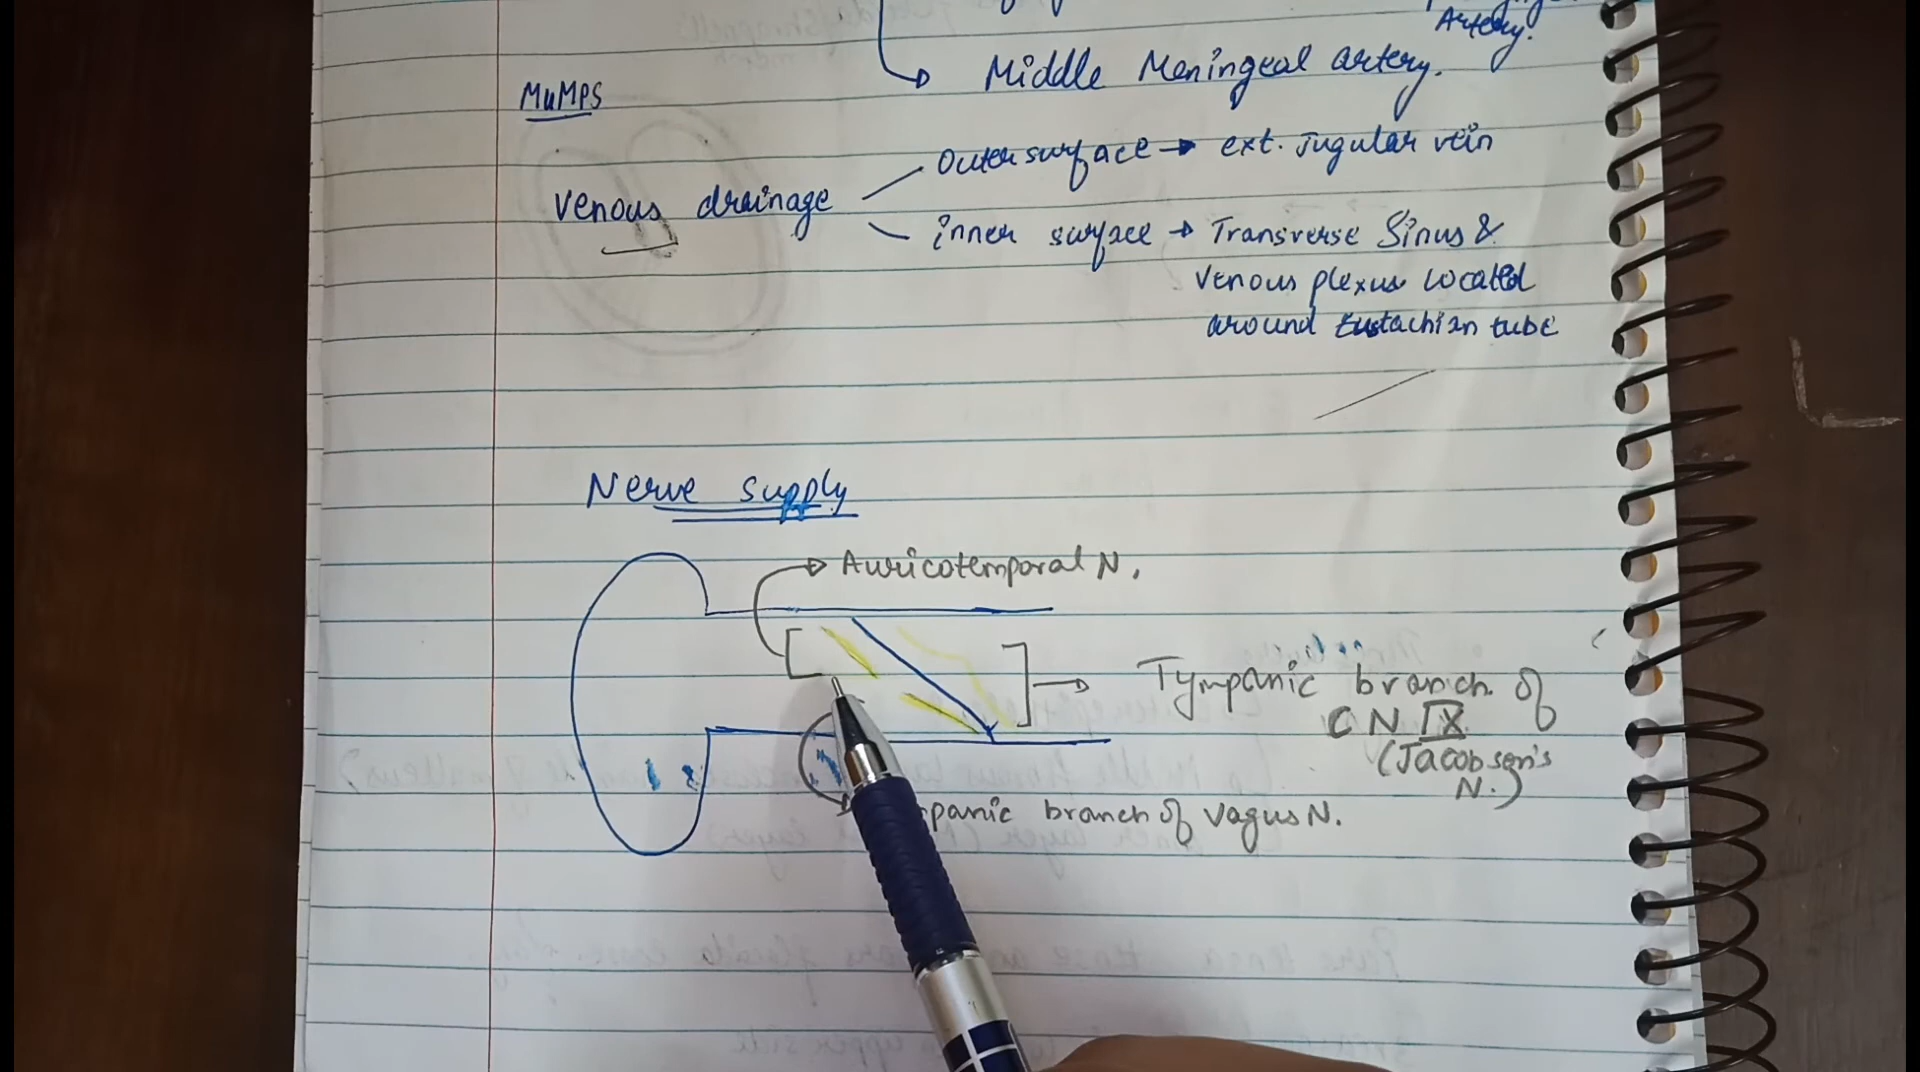 Artery.
Middle Meningeal artery.
MuMPS
Outer surface → ext. Jugular vein
Venous drainage
inner surface → Transverse Sinus &
venous plexus located
around Eustachian tube
Nerve supply
Auricotemporal N.
Tympanic branch of
CN IX
(Jacobson's
N.)
branch of vagus N.